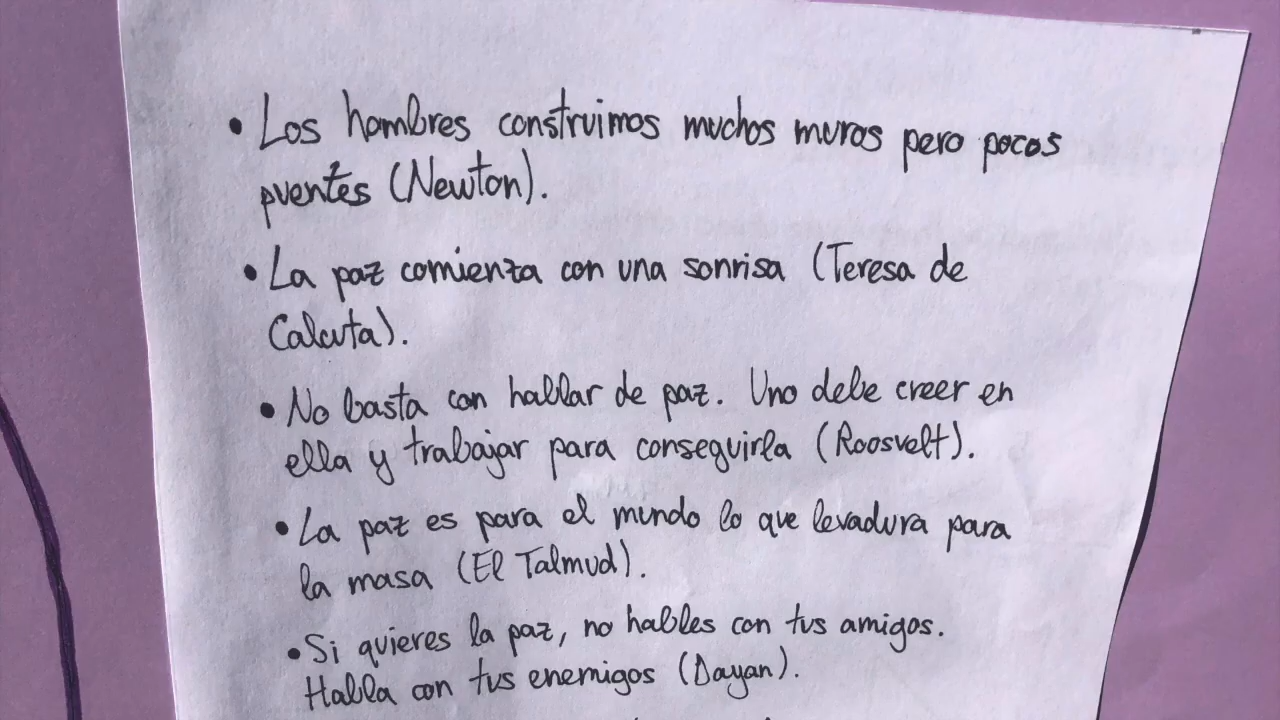 • Los hombres construimos muchos muros pero pocos
puentes (Newton).
• La paz comienza con una sonrisa (Teresa de
Calcuta).
• No basta con hablar de paz. Uno debe creer en
ella y trabajar para conseguirla (Roosvelt).
• La paz es para el mundo lo que levadura para
la masa (El Talmud).
• Si quieres la paz, no hables con tus amigos.
Habla con tus enemigos (Dayan).